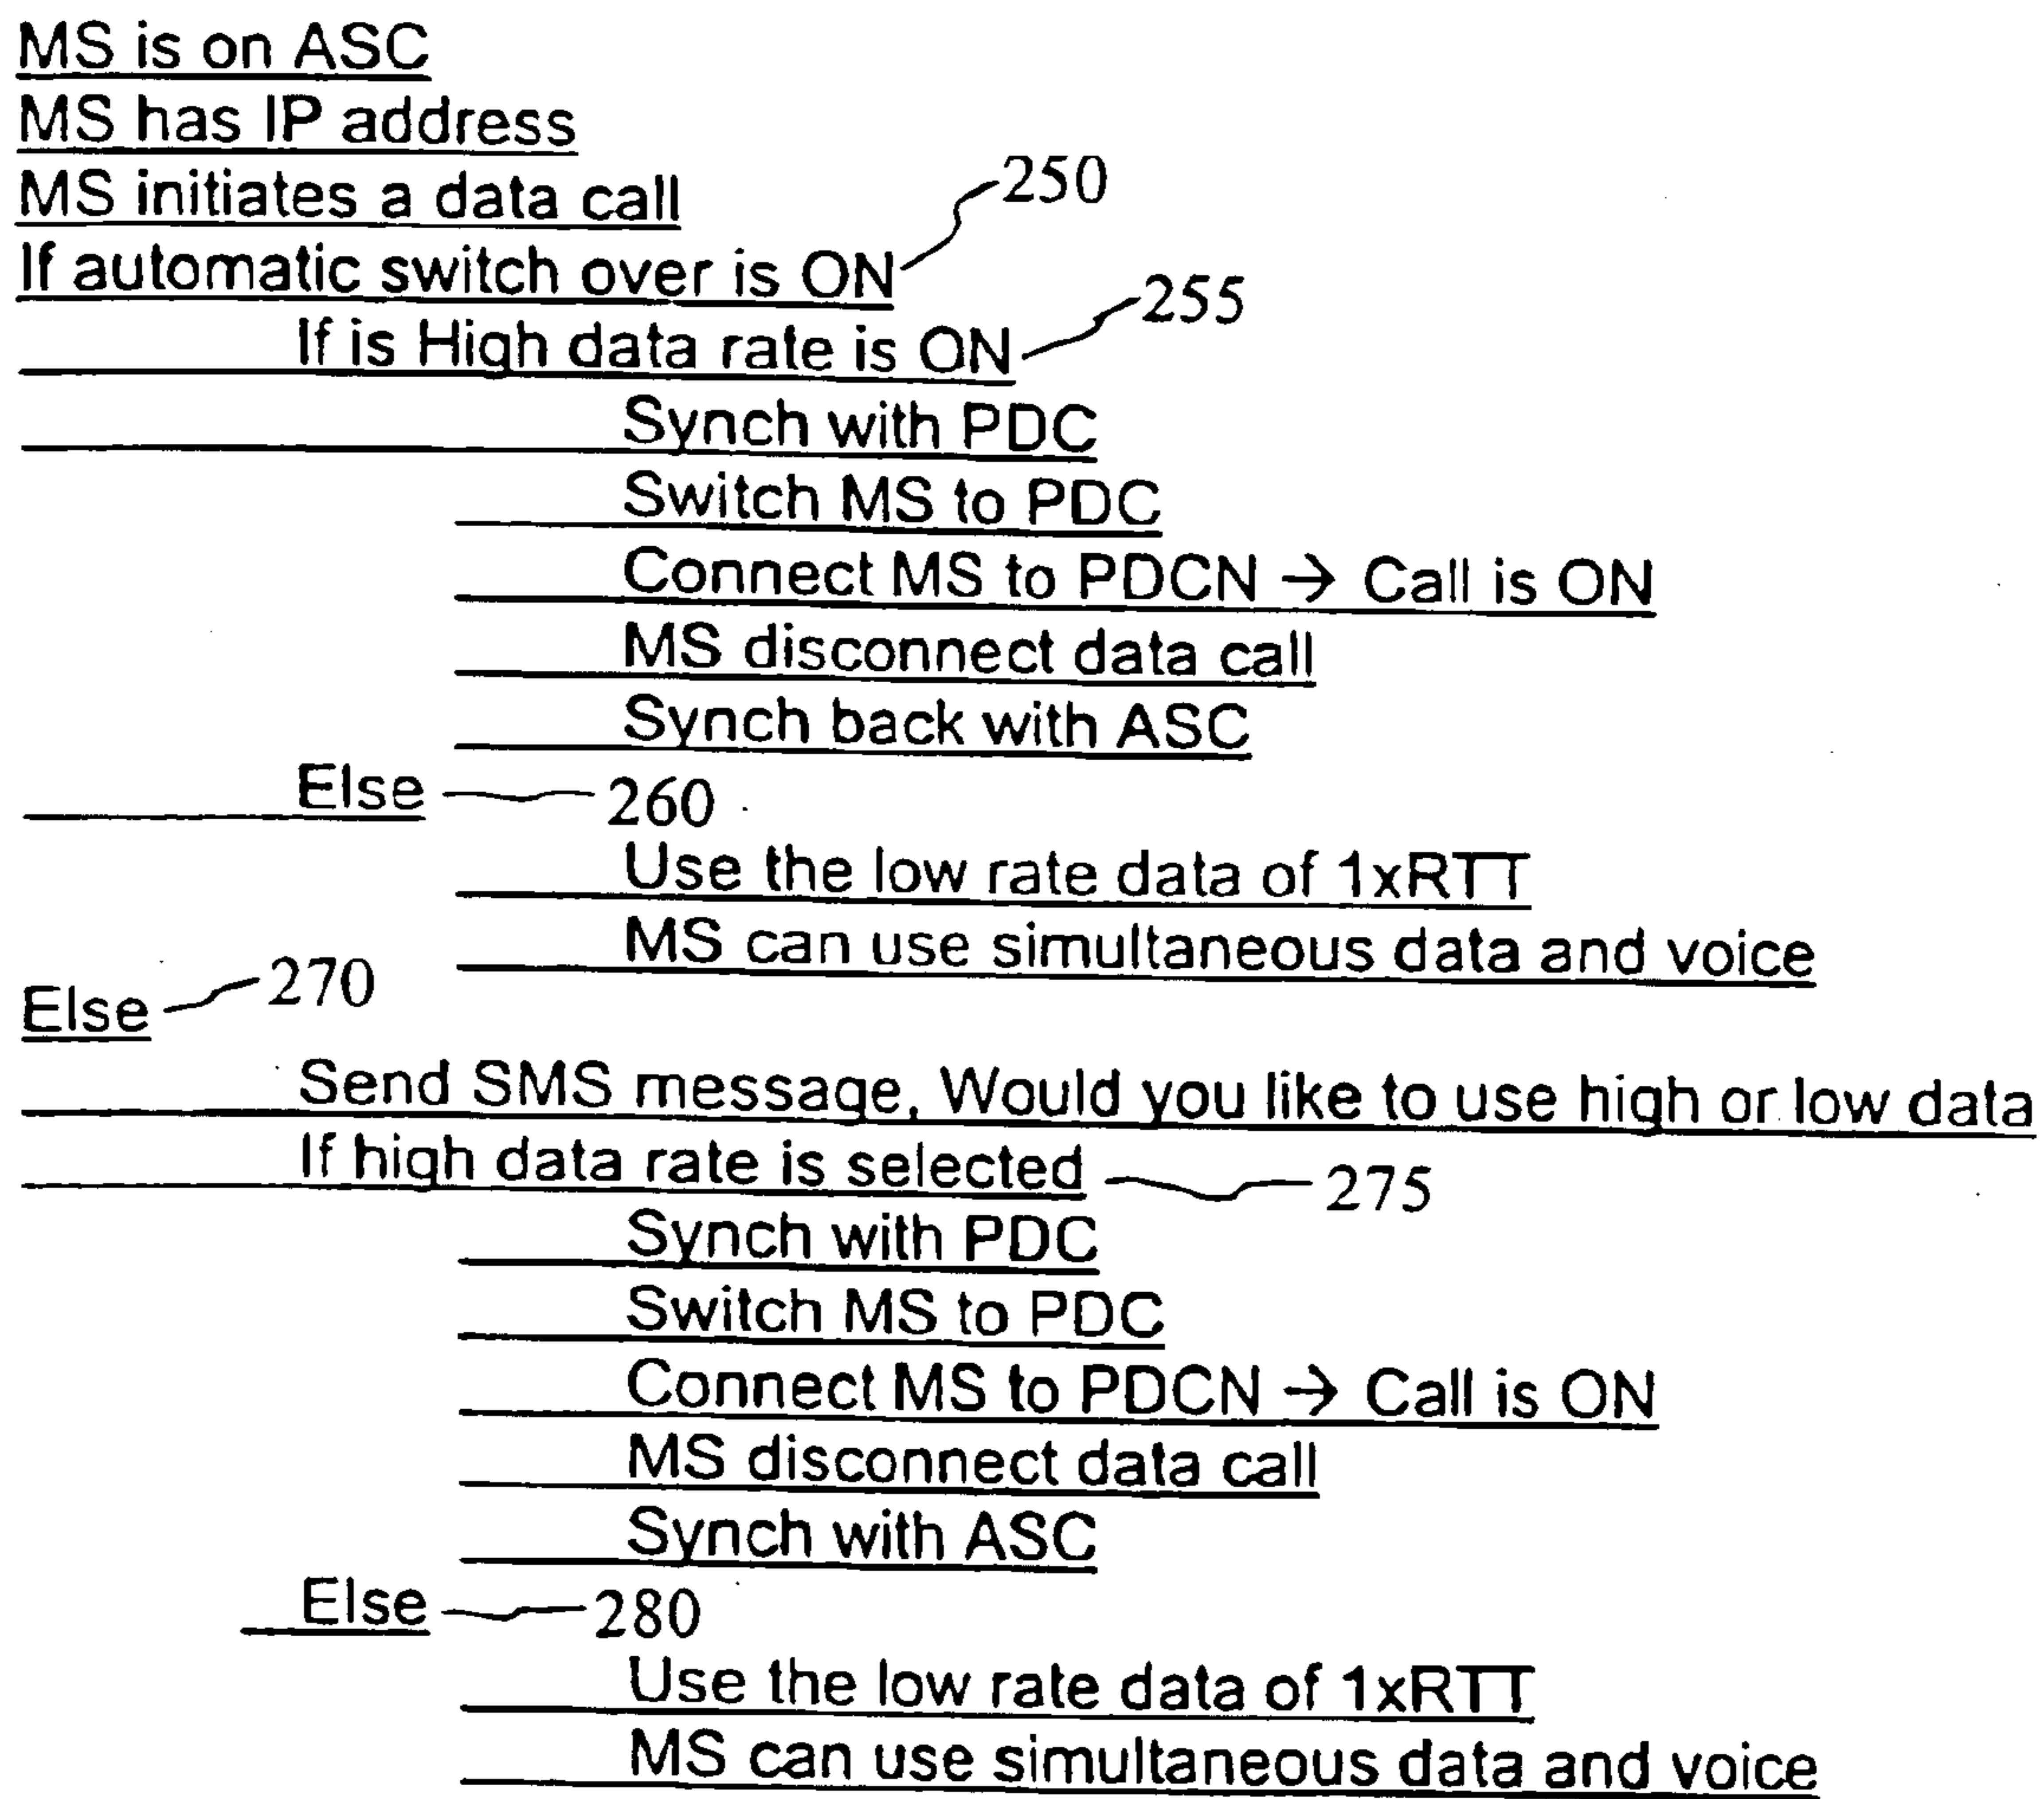 MS is on ASC
MS has IP address
MS initiates a data call
If automatic switch over is ON 250
If is High data rate is ON 255
Synch with PDC
Switch MS to PDC
Connect MS to PDCN → Call is ON
MS disconnect data call
Synch back with ASC
Else 260
Use the low rate data of 1xRTT
MS can use simultaneous data and voice
Else 270
Send SMS message, Would you like to use high or low data
If high data rate is selected 275
Synch with PDC
Switch MS to PDC
Connect MS to PDCN → Call is ON
MS disconnect data call
Synch with ASC
Else 280
Use the low rate data of 1xRTT
MS can use simultaneous data and voice